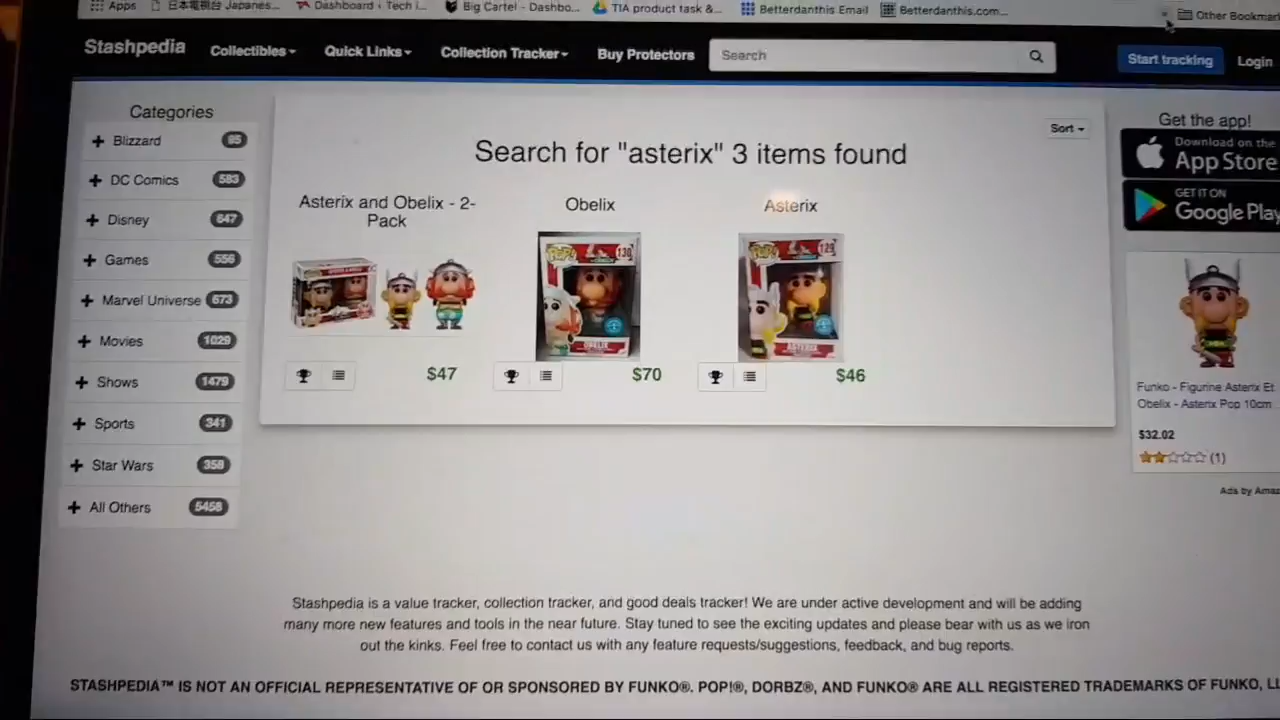 Apps 日本電視台 Japanes... Dashboard ‹ Tech i... Big Cartel - Dashbo... TIA product task &... Betterdanthis Email Betterdanthis.com... » Other Bookmar
Stashpedia Collectibles Quick Links Collection Tracker Buy Protectors Search Start tracking Login
Categories
+ Blizzard 95
+ DC Comics 583
+ Disney 647
+ Games 556
+ Marvel Universe 673
+ Movies 1029
+ Shows 1479
+ Sports 341
+ Star Wars 358
+ All Others 5458
Sort
Search for "asterix" 3 items found
Asterix and Obelix - 2-
Pack
$47
Obelix
POP!
130
OBELIX
$70
Asterix
POP!
129
ASTERIX
$46
Get the app!
Download on the
App Store
GET IT ON
Google Play
Funko - Figurine Asterix Et
Obelix - Asterix Pop 10cm
$32.02
(1)
Ads by Amaz
Stashpedia is a value tracker, collection tracker, and good deals tracker! We are under active development and will be adding
many more new features and tools in the near future. Stay tuned to see the exciting updates and please bear with us as we iron
out the kinks. Feel free to contact us with any feature requests/suggestions, feedback, and bug reports.
STASHPEDIA™ IS NOT AN OFFICIAL REPRESENTATIVE OF OR SPONSORED BY FUNKO®. POP!®, DORBZ®, AND FUNKO® ARE ALL REGISTERED TRADEMARKS OF FUNKO, LL